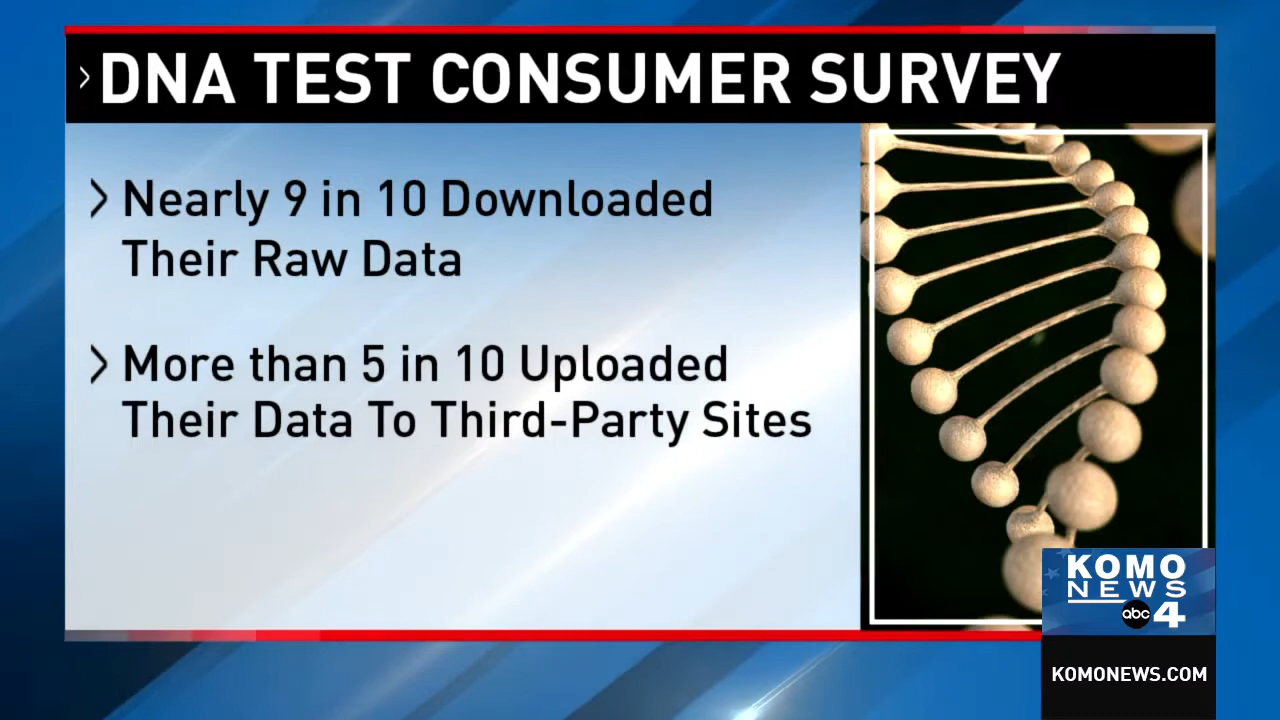 DNA TEST CONSUMER SURVEY
Nearly 9 in 10 Downloaded
Their Raw Data
More than 5 in 10 Uploaded
Their Data To Third-Party Sites
KOMO
NEWS
abc 4
KOMONEWS.COM